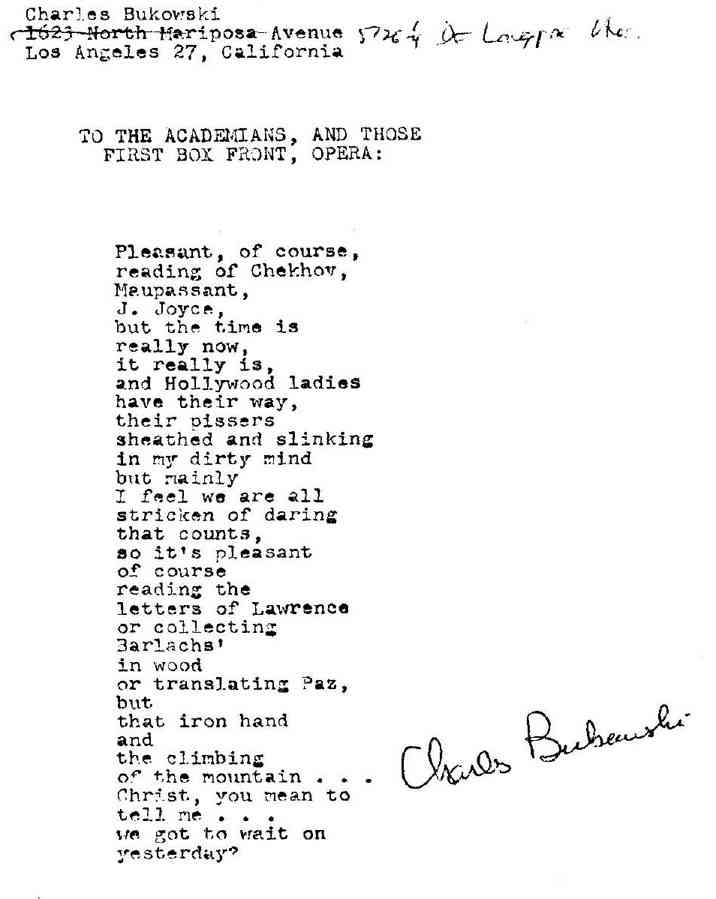 Charles Bukowski
1623 North Mariposa Avenue 5126 1/4 De Longpre Ave.
Los Angeles 27, California
TO THE ACADEMIANS, AND THOSE
FIRST BOX FRONT, OPERA:
Pleasant, of course,
reading of Chekhov,
Maupassant,
J. Joyce,
but the time is
really now,
it really is,
and Hollywood ladies
have their way,
their pissers
sheathed and slinking
in my dirty mind
but mainly
I feel we are all
stricken of daring
that counts,
so it's pleasant
of course
reading the
letters of Lawrence
or collecting
Barlachs'
in wood
or translating Paz,
but
that iron hand
and
the climbing
of the mountain . . .
Christ, you mean to
tell me . . .
we got to wait on
yesterday?
Charles Bukowski